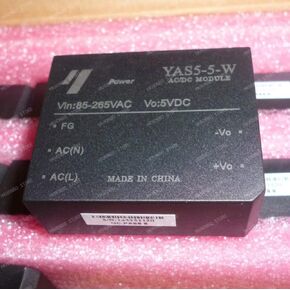 Power
YAS5-5-W
AC/DC MODULE
Vin:85-265VAC Vo:5VDC
FG
-Vo
AC(N)
+Vo
AC(L)
MADE IN CHINA